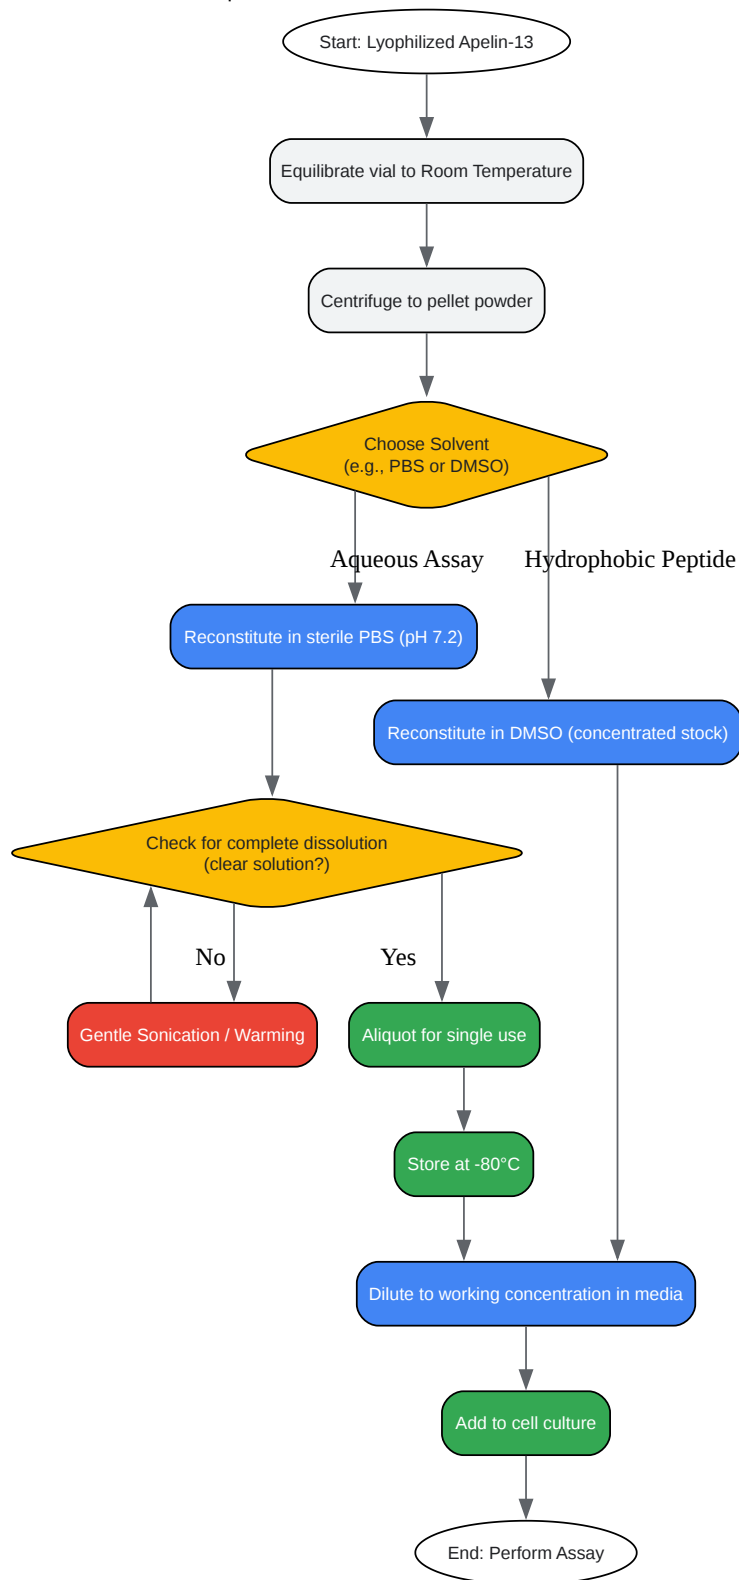 Start: Lyophilized Apelin-13
Equilibrate vial to Room Temperature
Centrifuge to pellet powder
Choose Solvent
(e.g., PBS or DMSO)
Aqueous Assay
Hydrophobic Peptide
Reconstitute in sterile PBS (pH 7.2)
Reconstitute in DMSO (concentrated stock)
Check for complete dissolution
(clear solution?)
No
Yes
Gentle Sonication / Warming
Aliquot for single use
Store at -80°C
Dilute to working concentration in media
Add to cell culture
End: Perform Assay